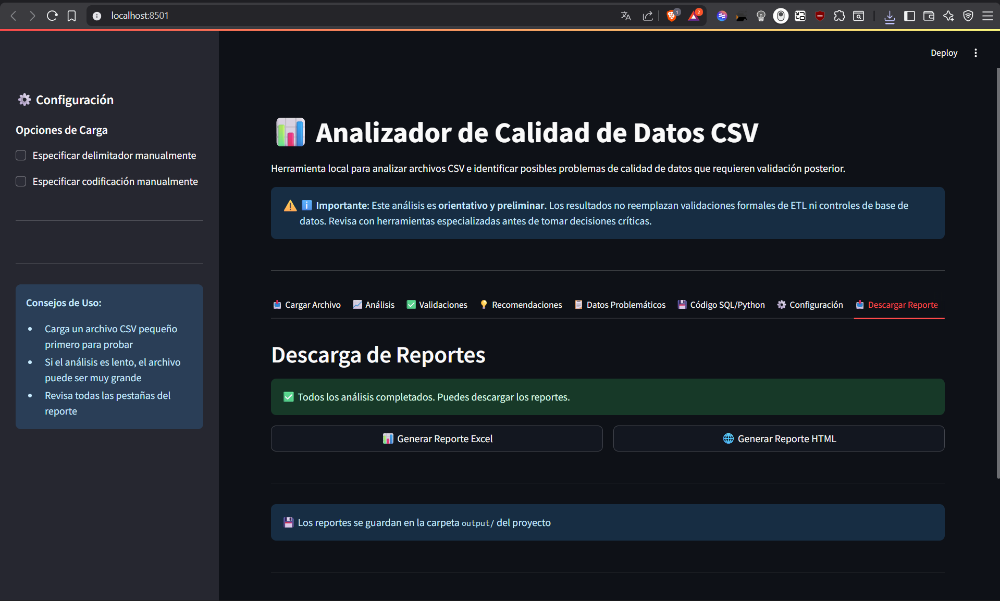 localhost:8501
1
2
Deploy
Configuración
Opciones de Carga
Especificar delimitador manualmente
Especificar codificación manualmente
Consejos de Uso:
Carga un archivo CSV pequeño
primero para probar
Si el análisis es lento, el archivo
puede ser muy grande
Revisa todas las pestañas del
reporte
Analizador de Calidad de Datos CSV
Herramienta local para analizar archivos CSV e identificar posibles problemas de calidad de datos que requieren validación posterior.
Importante: Este análisis es orientativo y preliminar. Los resultados no reemplazan validaciones formales de ETL ni controles de base de
datos. Revisa con herramientas especializadas antes de tomar decisiones críticas.
Cargar Archivo Análisis Validaciones Recomendaciones Datos Problemáticos Código SQL/Python Configuración Descargar Reporte
Descarga de Reportes
Todos los análisis completados. Puedes descargar los reportes.
Generar Reporte Excel Generar Reporte HTML
Los reportes se guardan en la carpeta output/ del proyecto